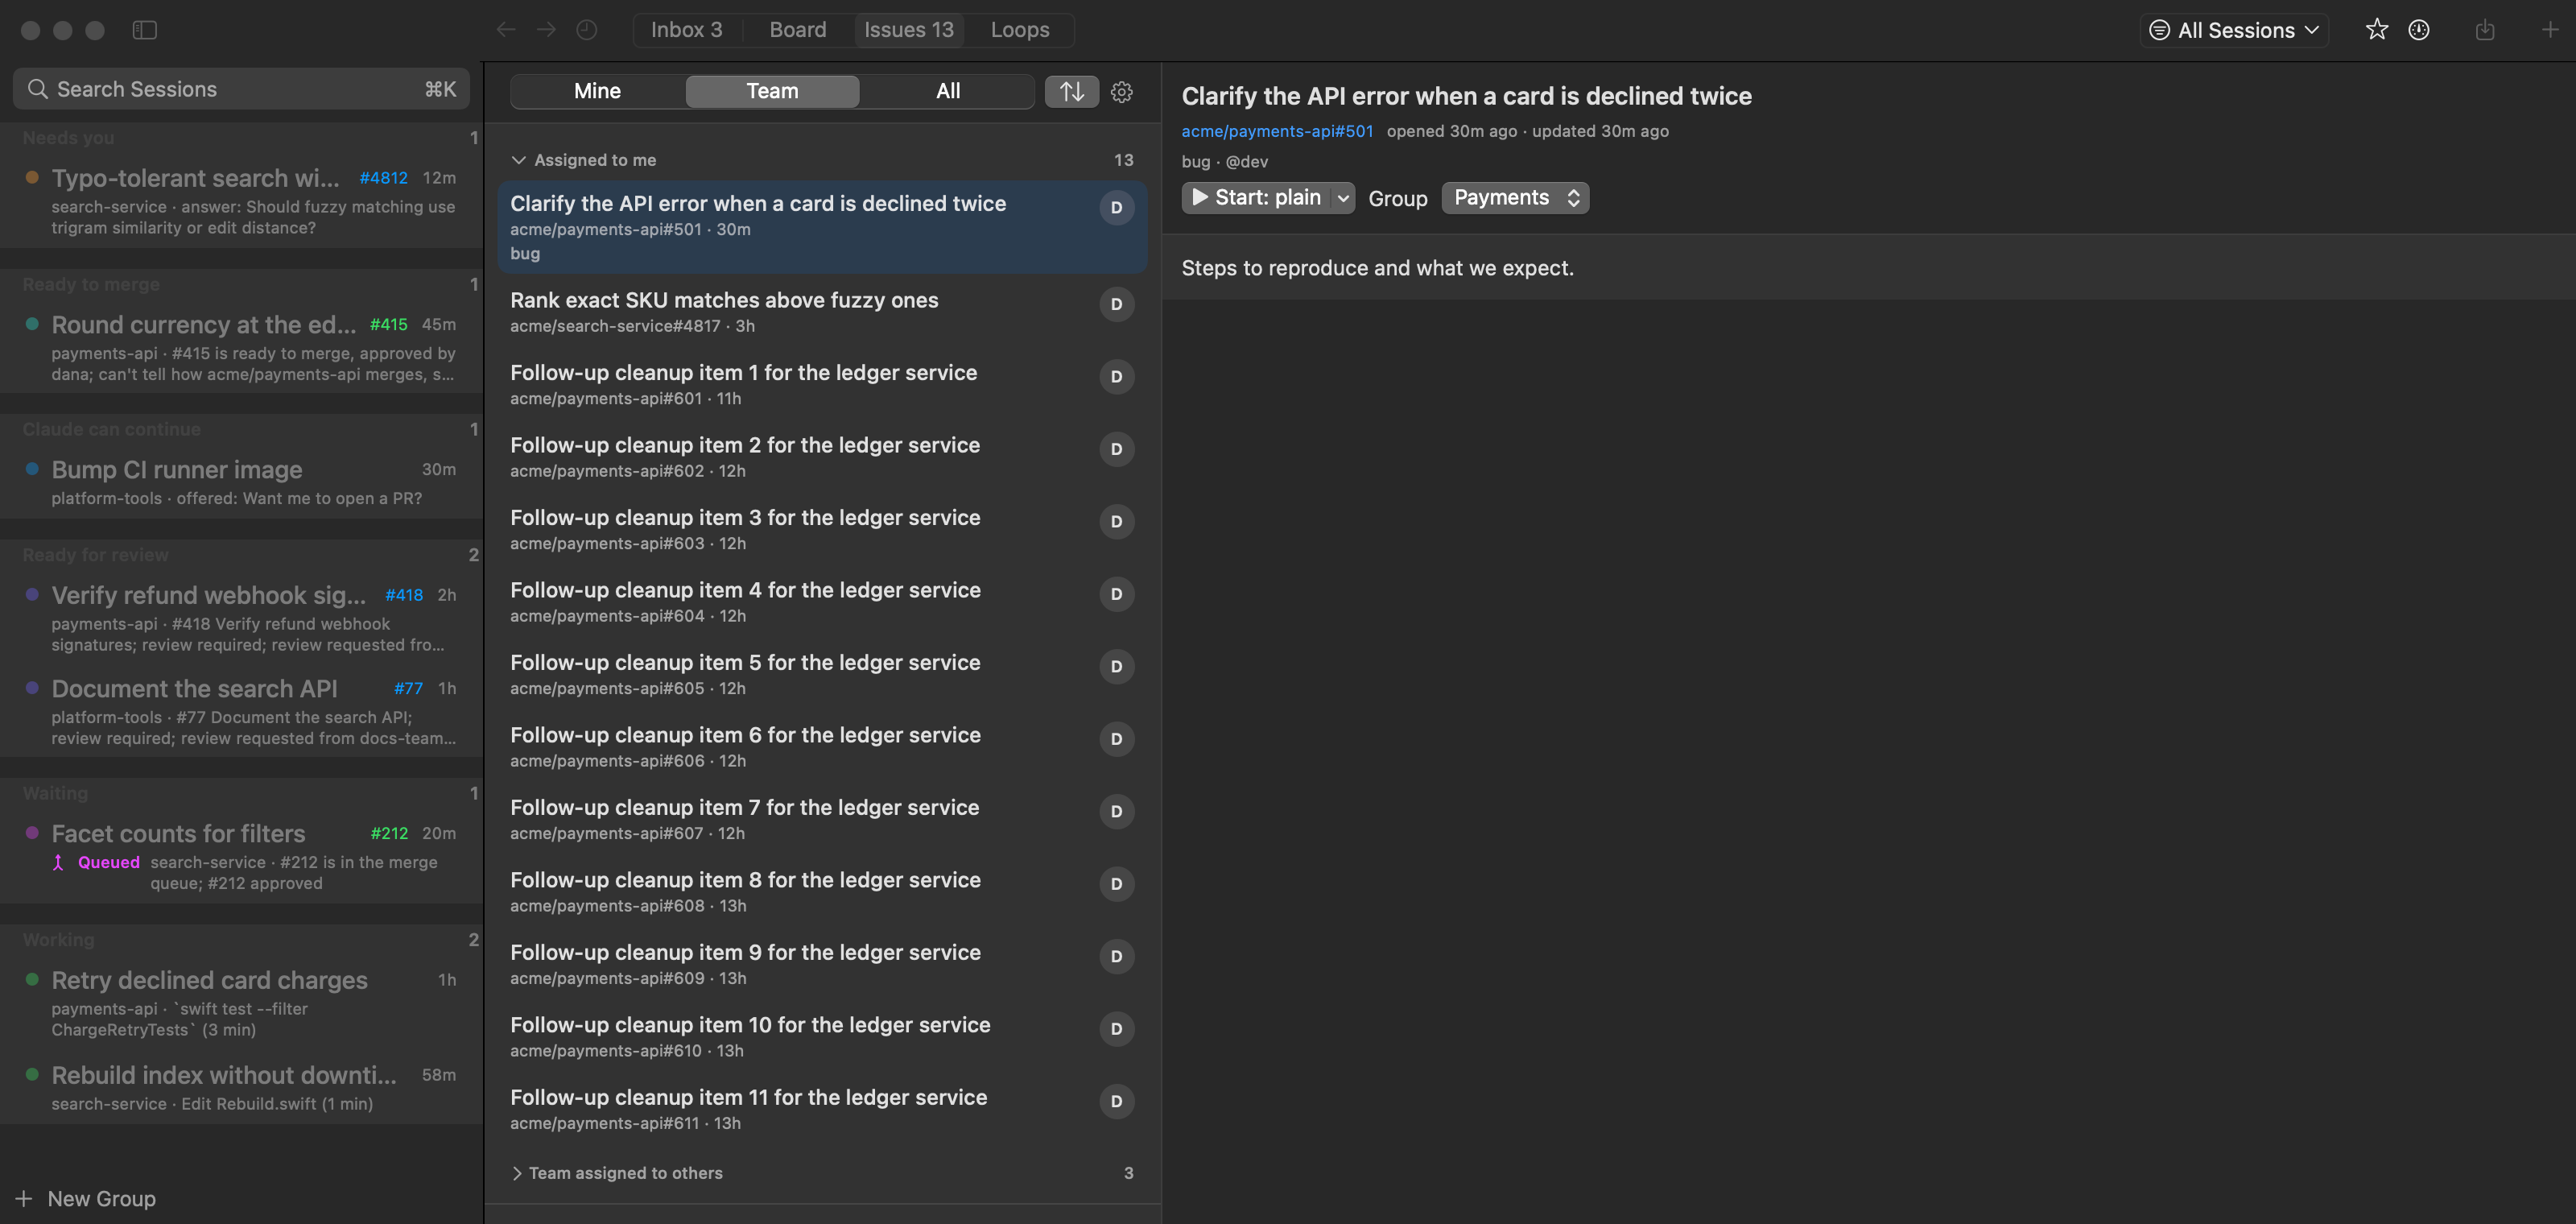 Inbox 3
Board
Issues 13
Loops
All Sessions
Search Sessions ⌘K
Needs you 1
Typo-tolerant search wi... #4812 12m
search-service · answer: Should fuzzy matching use
trigram similarity or edit distance?
Ready to merge 1
Round currency at the ed... #415 45m
payments-api · #415 is ready to merge, approved by
dana; can't tell how acme/payments-api merges, s...
Claude can continue 1
Bump CI runner image 30m
platform-tools · offered: Want me to open a PR?
Ready for review 2
Verify refund webhook sig... #418 2h
payments-api · #418 Verify refund webhook
signatures; review required; review requested fro...
Document the search API #77 1h
platform-tools · #77 Document the search API;
review required; review requested from docs-team...
Waiting 1
Facet counts for filters #212 20m
Queued search-service · #212 is in the merge
queue; #212 approved
Working 2
Retry declined card charges 1h
payments-api · `swift test --filter
ChargeRetryTests` (3 min)
Rebuild index without downti... 58m
search-service · Edit Rebuild.swift (1 min)
New Group
Mine
Team
All
Assigned to me 13
Clarify the API error when a card is declined twice D
acme/payments-api#501 · 30m
bug
Rank exact SKU matches above fuzzy ones D
acme/search-service#4817 · 3h
Follow-up cleanup item 1 for the ledger service D
acme/payments-api#601 · 11h
Follow-up cleanup item 2 for the ledger service D
acme/payments-api#602 · 12h
Follow-up cleanup item 3 for the ledger service D
acme/payments-api#603 · 12h
Follow-up cleanup item 4 for the ledger service D
acme/payments-api#604 · 12h
Follow-up cleanup item 5 for the ledger service D
acme/payments-api#605 · 12h
Follow-up cleanup item 6 for the ledger service D
acme/payments-api#606 · 12h
Follow-up cleanup item 7 for the ledger service D
acme/payments-api#607 · 12h
Follow-up cleanup item 8 for the ledger service D
acme/payments-api#608 · 13h
Follow-up cleanup item 9 for the ledger service D
acme/payments-api#609 · 13h
Follow-up cleanup item 10 for the ledger service D
acme/payments-api#610 · 13h
Follow-up cleanup item 11 for the ledger service D
acme/payments-api#611 · 13h
Team assigned to others 3
Clarify the API error when a card is declined twice
acme/payments-api#501 opened 30m ago · updated 30m ago
bug · @dev
Start: plain Group Payments
Steps to reproduce and what we expect.